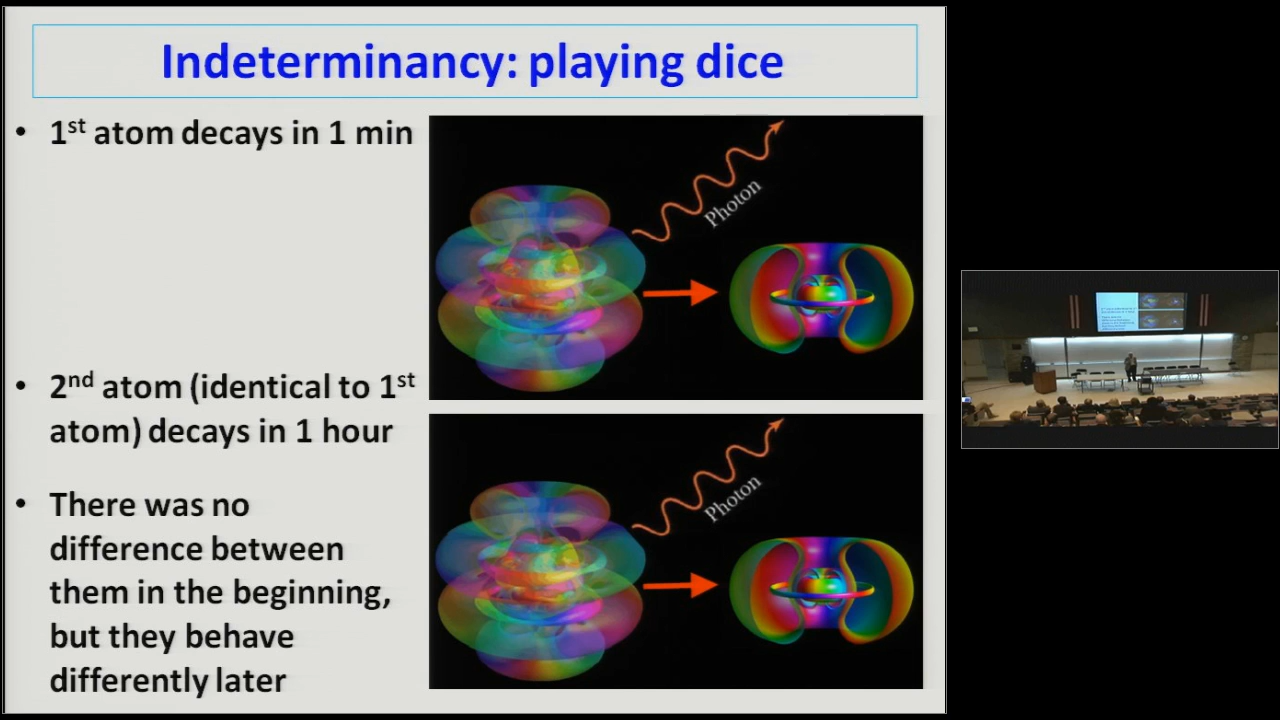 Indeterminancy: playing dice
• 1st atom decays in 1 min
Photon
• 2nd atom (identical to 1st
atom) decays in 1 hour
• There was no
difference between
them in the beginning,
but they behave
differently later
Photon